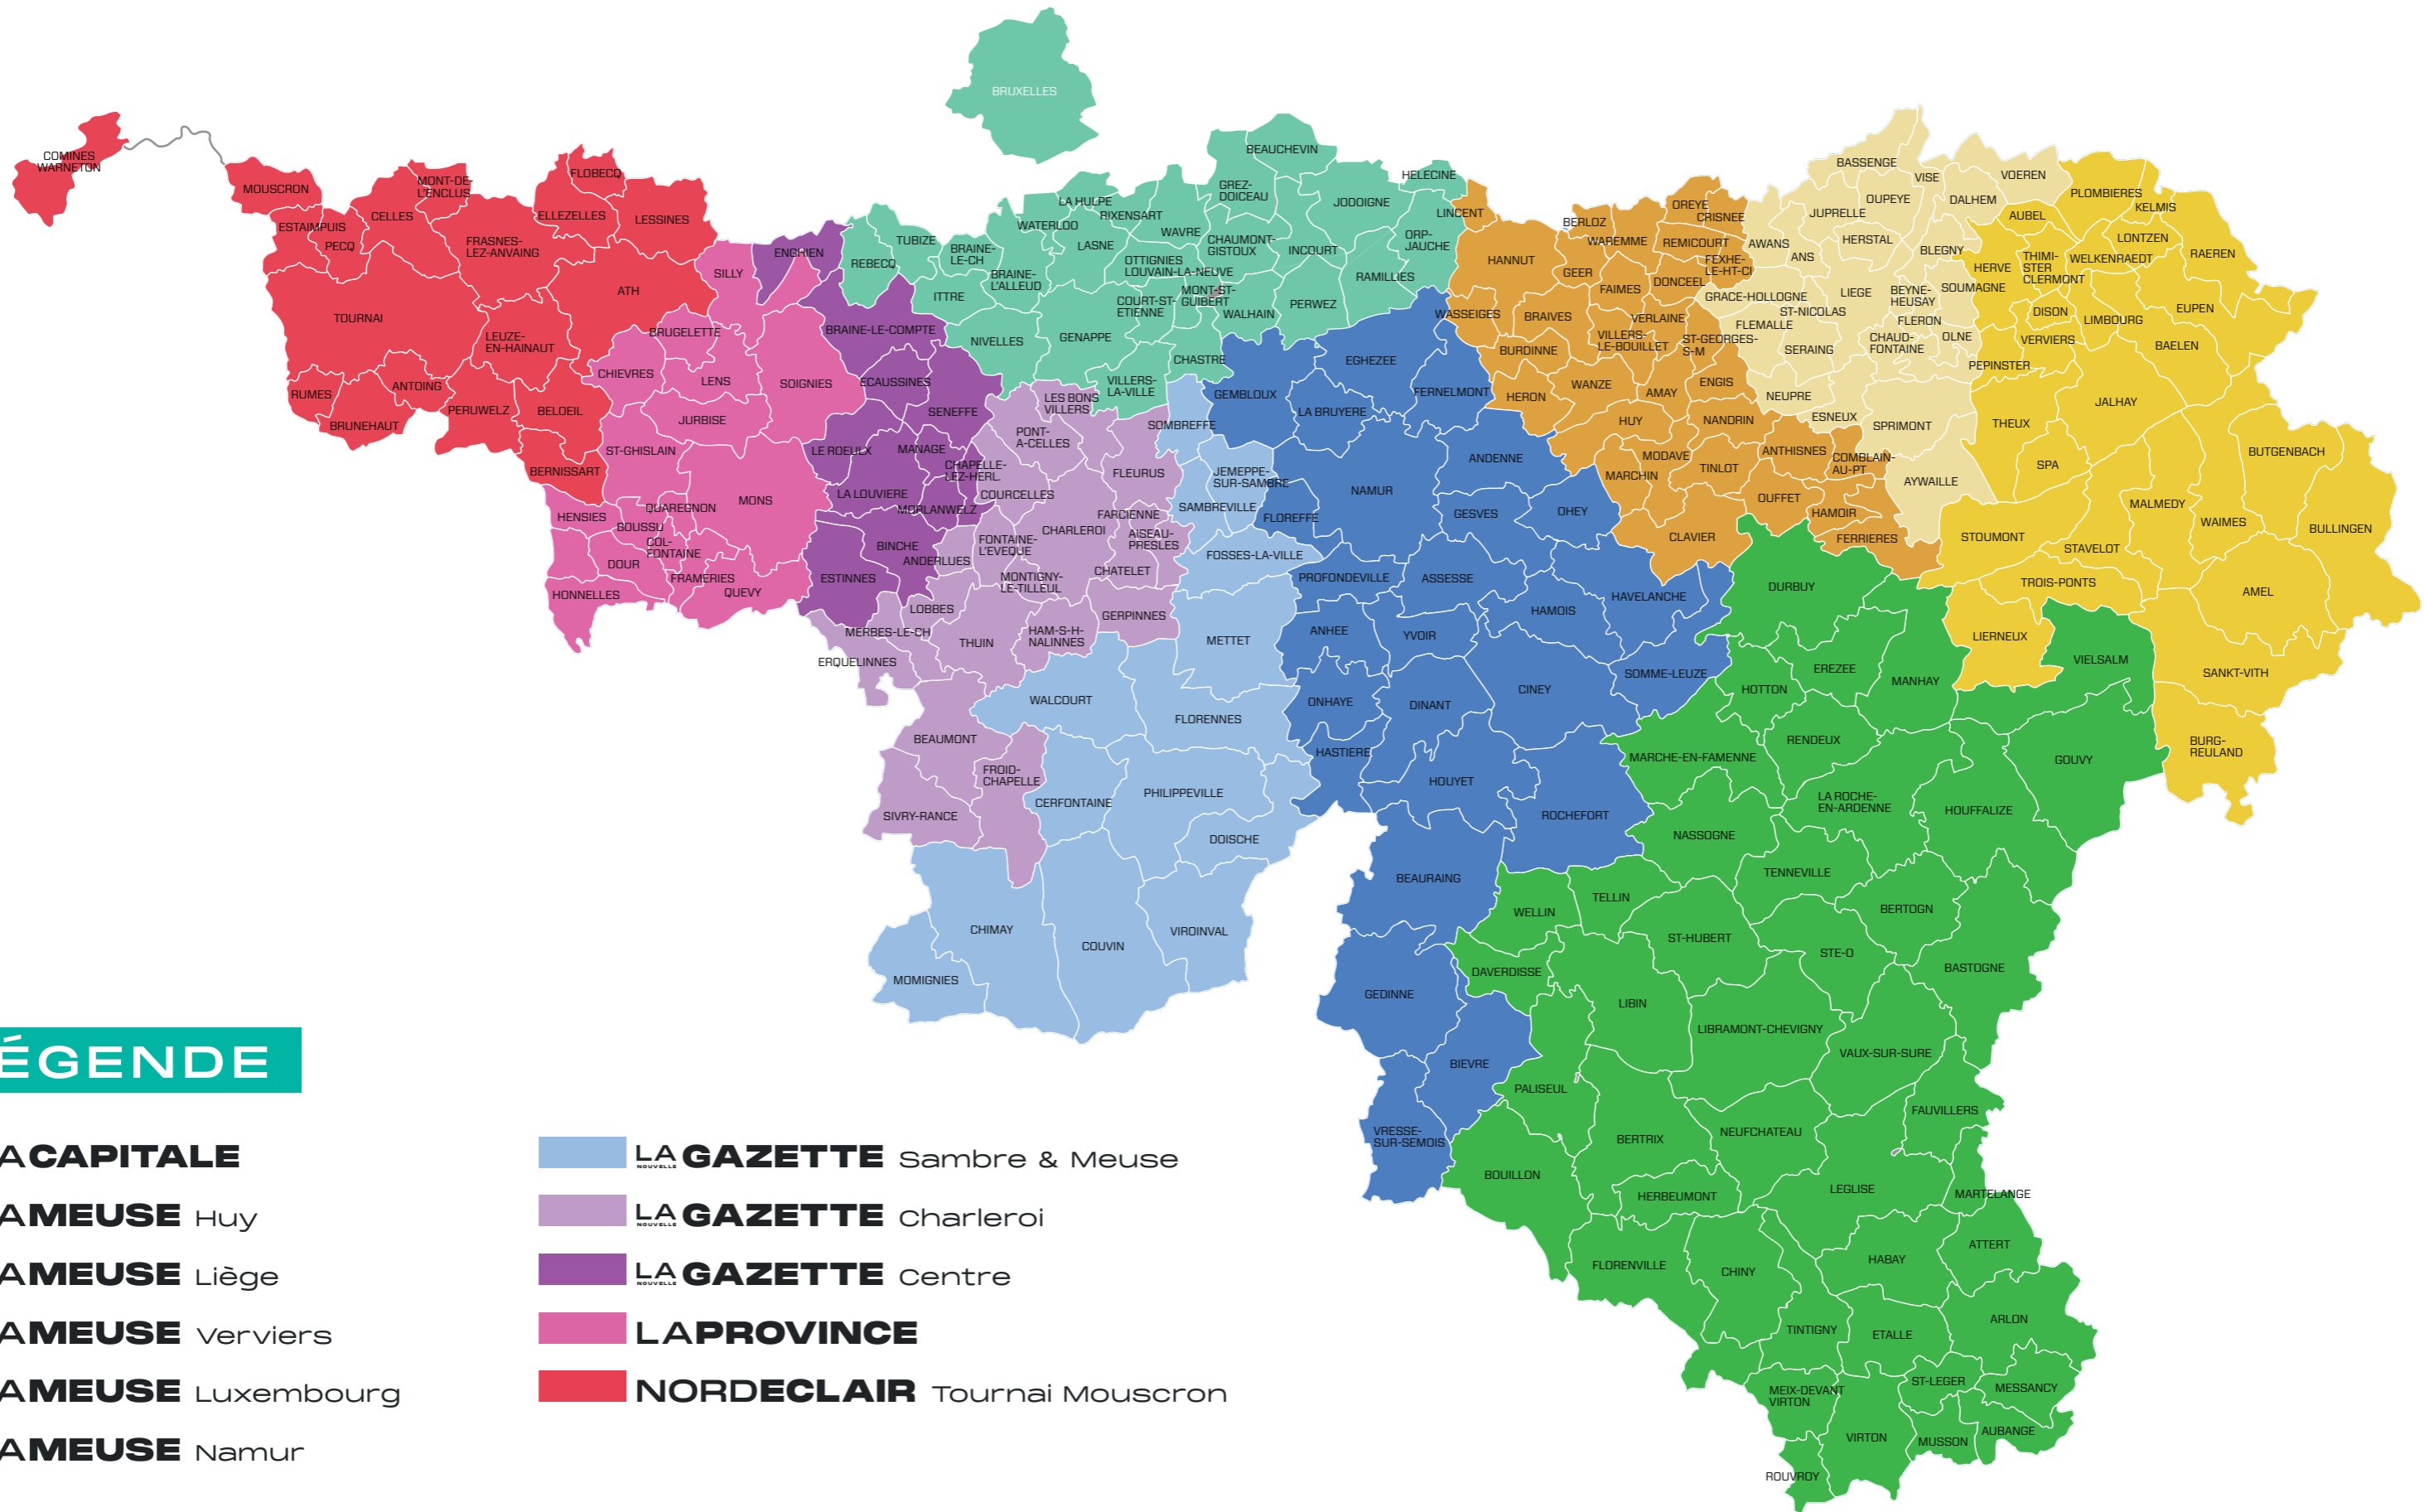 BRUXELLES
COMINES
WARNETON
MOUSCRON
ESTAIMPUIS
PECQ
CELLES
MONT-DE-
L'ENCLUS
FLOBECQ
ELLEZELLES
LESSINES
FRASNES-
LEZ-ANVAING
ATH
TOURNAI
LEUZE-
EN-HAINAUT
RUMES
ANTOING
BRUNEHAUT
PERUWELZ
BELOEIL
BERNISSART
SILLY
ENGHIEN
BRUGELETTE
CHIEVRES
LENS
SOIGNIES
JURBISE
ST-GHISLAIN
MONS
HENSIES
QUAREGNON
BOUSSU
COL-
FONTAINE
DOUR
FRAMERIES
QUEVY
HONNELLES
BRAINE-LE-COMPTE
ECAUSSINES
SENEFFE
LE ROEULX
MANAGE
CHAPELLE-
LEZ-HERL.
LA LOUVIERE
MORLANWELZ
BINCHE
ESTINNES
REBECQ
TUBIZE
BRAINE-
LE-CH
ITTRE
BRAINE-
L'ALLEUD
WATERLOO
LA HULPE
RIXENSART
LASNE
WAVRE
GREZ-
DOICEAU
BEAUCHEVIN
CHAUMONT-
GISTOUX
OTTIGNIES
LOUVAIN-LA-NEUVE
MONT-ST-
GUIBERT
COURT-ST-
ETIENNE
WALHAIN
INCOURT
JODOIGNE
HELECINE
ORP-
JAUCHE
RAMILLIES
PERWEZ
NIVELLES
GENAPPE
CHASTRE
VILLERS-
LA-VILLE
LES BONS
VILLERS
PONT-
A-CELLES
FLEURUS
COURCELLES
FARCIENNE
CHARLEROI
AISEAU-
PRESLES
FONTAINE-
L'EVEQUE
ANDERLUES
CHATELET
MONTIGNY-
LE-TILLEUL
LOBBES
GERPINNES
MERBES-LE-CH
THUIN
HAM-S-H-
NALINNES
ERQUELINNES
BEAUMONT
FROID-
CHAPELLE
SIVRY-RANCE
SOMBREFFE
JEMEPPE-
SUR-SAMBRE
SAMBREVILLE
FOSSES-LA-VILLE
METTET
WALCOURT
FLORENNES
CERFONTAINE
PHILIPPEVILLE
DOISCHE
CHIMAY
COUVIN
VIROINVAL
MOMIGNIES
GEMBLOUX
EGHEZEE
LA BRUYERE
FERNELMONT
NAMUR
ANDENNE
FLOREFFE
GESVES
OHEY
PROFONDEVILLE
ASSESSE
HAVELANCHE
HAMOIS
ANHEE
YVOIR
SOMME-LEUZE
CINEY
ONHAYE
DINANT
HASTIERE
HOUYET
ROCHEFORT
BEAURAING
GEDINNE
BIEVRE
VRESSE-
SUR-SEMOIS
LINCENT
HANNUT
BERLOZ
WAREMME
OREYE
CRISNEE
REMICOURT
FEXHE-
LE-HT-CL
GEER
FAIMES
DONCEEL
WASSEIGES
BRAIVES
VERLAINE
VILLERS-
LE-BOUILLET
ST-GEORGES-
S-M
BURDINNE
HERON
WANZE
AMAY
ENGIS
HUY
NANDRIN
MARCHIN
MODAVE
TINLOT
ANTHISNES
COMBLAIN-
AU-PT
OUFFET
HAMOIR
CLAVIER
FERRIERES
BASSENGE
VISE
VOEREN
OUPEYE
DALHEM
JUPRELLE
AWANS
HERSTAL
ANS
BLEGNY
GRACE-HOLLOGNE
LIEGE
BEYNE-
HEUSAY
SOUMAGNE
ST-NICOLAS
FLEMALLE
FLERON
SERAING
CHAUD-
FONTAINE
OLNE
NEUPRE
ESNEUX
SPRIMONT
AYWAILLE
PLOMBIERES
KELMIS
AUBEL
LONTZEN
RAEREN
HERVE
THIMI-
STER
CLERMONT
WELKENRAEDT
DISON
LIMBOURG
EUPEN
VERVIERS
BAELEN
PEPINSTER
THEUX
JALHAY
SPA
BUTGENBACH
MALMEDY
WAIMES
BULLINGEN
STOUMONT
STAVELOT
TROIS-PONTS
AMEL
LIERNEUX
SANKT-VITH
BURG-
REULAND
DURBUY
VIELSALM
EREZEE
MANHAY
HOTTON
MARCHE-EN-FAMENNE
RENDEUX
GOUVY
LA ROCHE-
EN-ARDENNE
HOUFFALIZE
NASSOGNE
TENNEVILLE
TELLIN
WELLIN
BERTOGN
ST-HUBERT
STE-O
BASTOGNE
DAVERDISSE
LIBIN
LIBRAMONT-CHEVIGNY
VAUX-SUR-SURE
PALISEUL
FAUVILLERS
BERTRIX
NEUFCHATEAU
BOUILLON
HERBEUMONT
LEGLISE
MARTELANGE
ATTERT
FLORENVILLE
CHINY
HABAY
ARLON
TINTIGNY
ETALLE
ST-LEGER
MESSANCY
MEIX-DEVANT
VIRTON
AUBANGE
VIRTON
MUSSON
ROUVROY
ÉGENDE
ACAPITALE
AMEUSE Huy
AMEUSE Liège
AMEUSE Verviers
AMEUSE Luxembourg
AMEUSE Namur
LA NOUVELLE GAZETTE Sambre & Meuse
LA NOUVELLE GAZETTE Charleroi
LA NOUVELLE GAZETTE Centre
LAPROVINCE
NORDECLAIR Tournai Mouscron